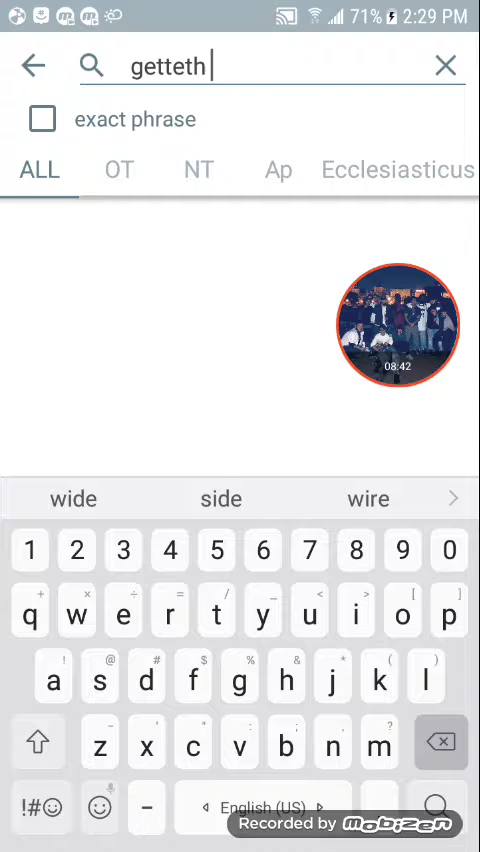 71% 2:29 PM
getteth
exact phrase
ALL OT NT Ap Ecclesiasticus
08:42
wide side wire
1 2 3 4 5 6 7 8 9 0
+ × ÷ = / _ < > [ ]
q w e r t y u i o p
! @ # $ % & * ( )
a s d f g h j k l
- ' " : ; , ?
z x c v b n m
!#☺ - English (US)
Recorded by MOBIZEN